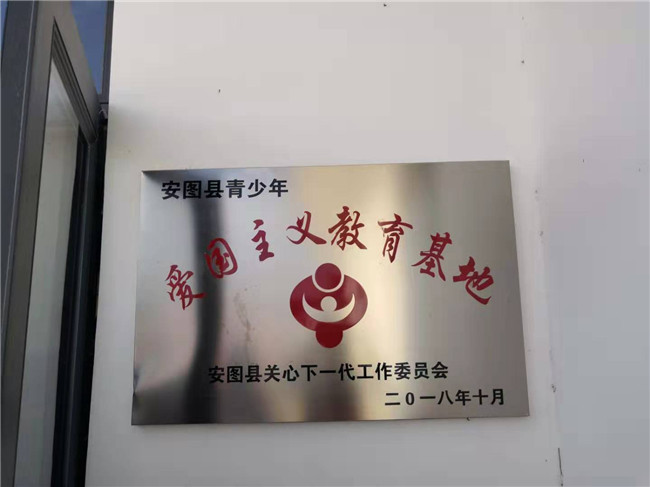 安图县青少年
爱国主义教育基地
安图县关心下一代工作委员会
二0一八年十月